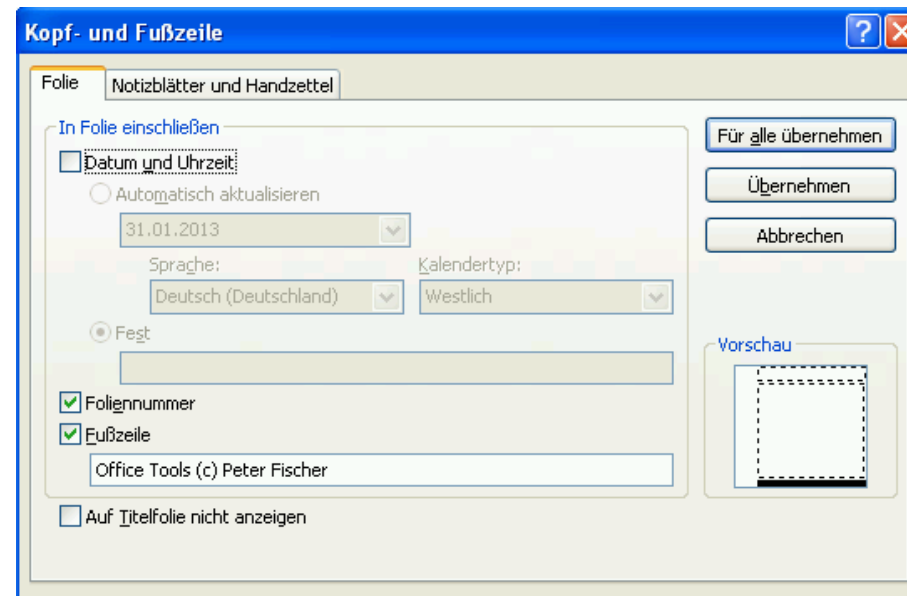 Kopf- und Fußzeile
Folie
Notizblätter und Handzettel
In Folie einschließen
Datum und Uhrzeit
Automatisch aktualisieren
31.01.2013
Sprache:
Kalendertyp:
Deutsch (Deutschland)
Westlich
Fest
Foliennummer
Fußzeile
Office Tools (c) Peter Fischer
Auf Titelfolie nicht anzeigen
Für alle übernehmen
Übernehmen
Abbrechen
Vorschau